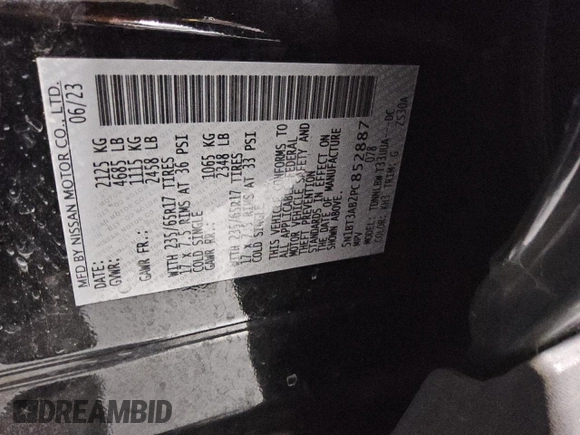 MFD BY NISSAN MOTOR CO., LTD.
DATE: 06/23
GVWR: 2125 KG
4685 LB
GAWR FR.: 1115 KG
2458 LB
WITH 235/65R17 TIRES
17 x 7.5 RIMS AT 36 PSI
COLD SINGLE
GAWR RR.: 1065 KG
2348 LB
WITH 235/65R17 TIRES
17 x 7.5 RIMS AT 33 PSI
COLD SINGLE
THIS VEHICLE CONFORMS TO
ALL APPLICABLE FEDERAL
MOTOR VEHICLE SAFETY AND
THEFT PREVENTION
STANDARDS IN EFFECT ON
THE DATE OF MANUFACTURE
5N1BT3AB2PC852887
MPV 078
KH3 TRIM: G
DREAMBID